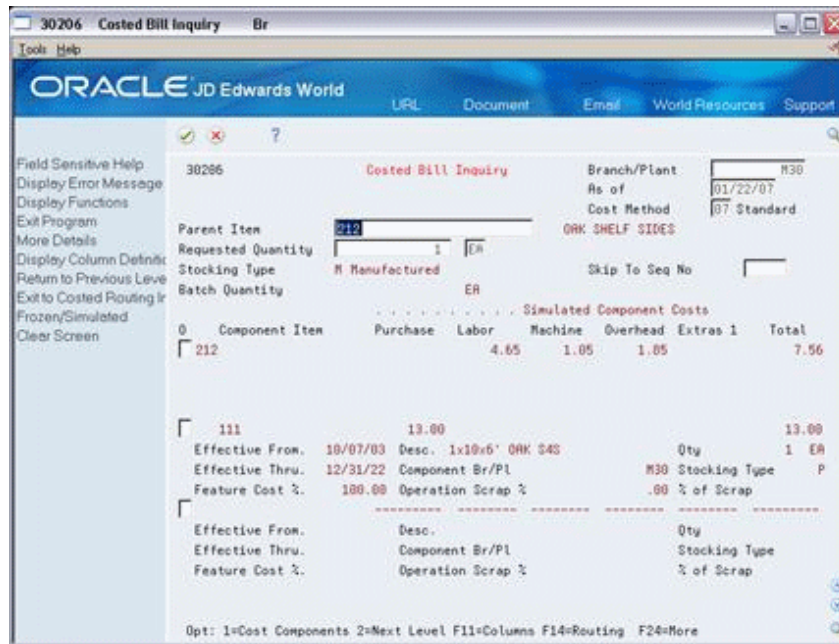 30206 Costed Bill Inquiry Br
Tools Help
ORACLE JD Edwards World
URL Document Email World Resources Support
?
Field Sensitive Help
Display Error Message
Display Functions
Exit Program
More Details
Display Column Definitic
Return to Previous Leve
Exit to Costed Routing Ir
Frozen/Simulated
Clear Screen
30206 Costed Bill Inquiry Branch/Plant M30
As of 01/22/07
Cost Method 07 Standard
Parent Item 212 OAK SHELF SIDES
Requested Quantity 1 EA
Stocking Type M Manufactured Skip To Seq No
Batch Quantity EA
. . . . . . . . . . Simulated Component Costs
O Component Item Purchase Labor Machine Overhead Extras 1 Total
212 4.65 1.05 1.85 7.56
111 13.00 13.00
Effective From. 10/07/03 Desc. 1x10x6' OAK S4S Qty 1 EA
Effective Thru. 12/31/22 Component Br/Pl M30 Stocking Type P
Feature Cost %. 100.00 Operation Scrap % .00 % of Scrap
--------- -------- -------- -------- -------- ---------
Effective From. Desc. Qty
Effective Thru. Component Br/Pl Stocking Type
Feature Cost %. Operation Scrap % % of Scrap
Opt: 1=Cost Components 2=Next Level F11=Columns F14=Routing F24=More